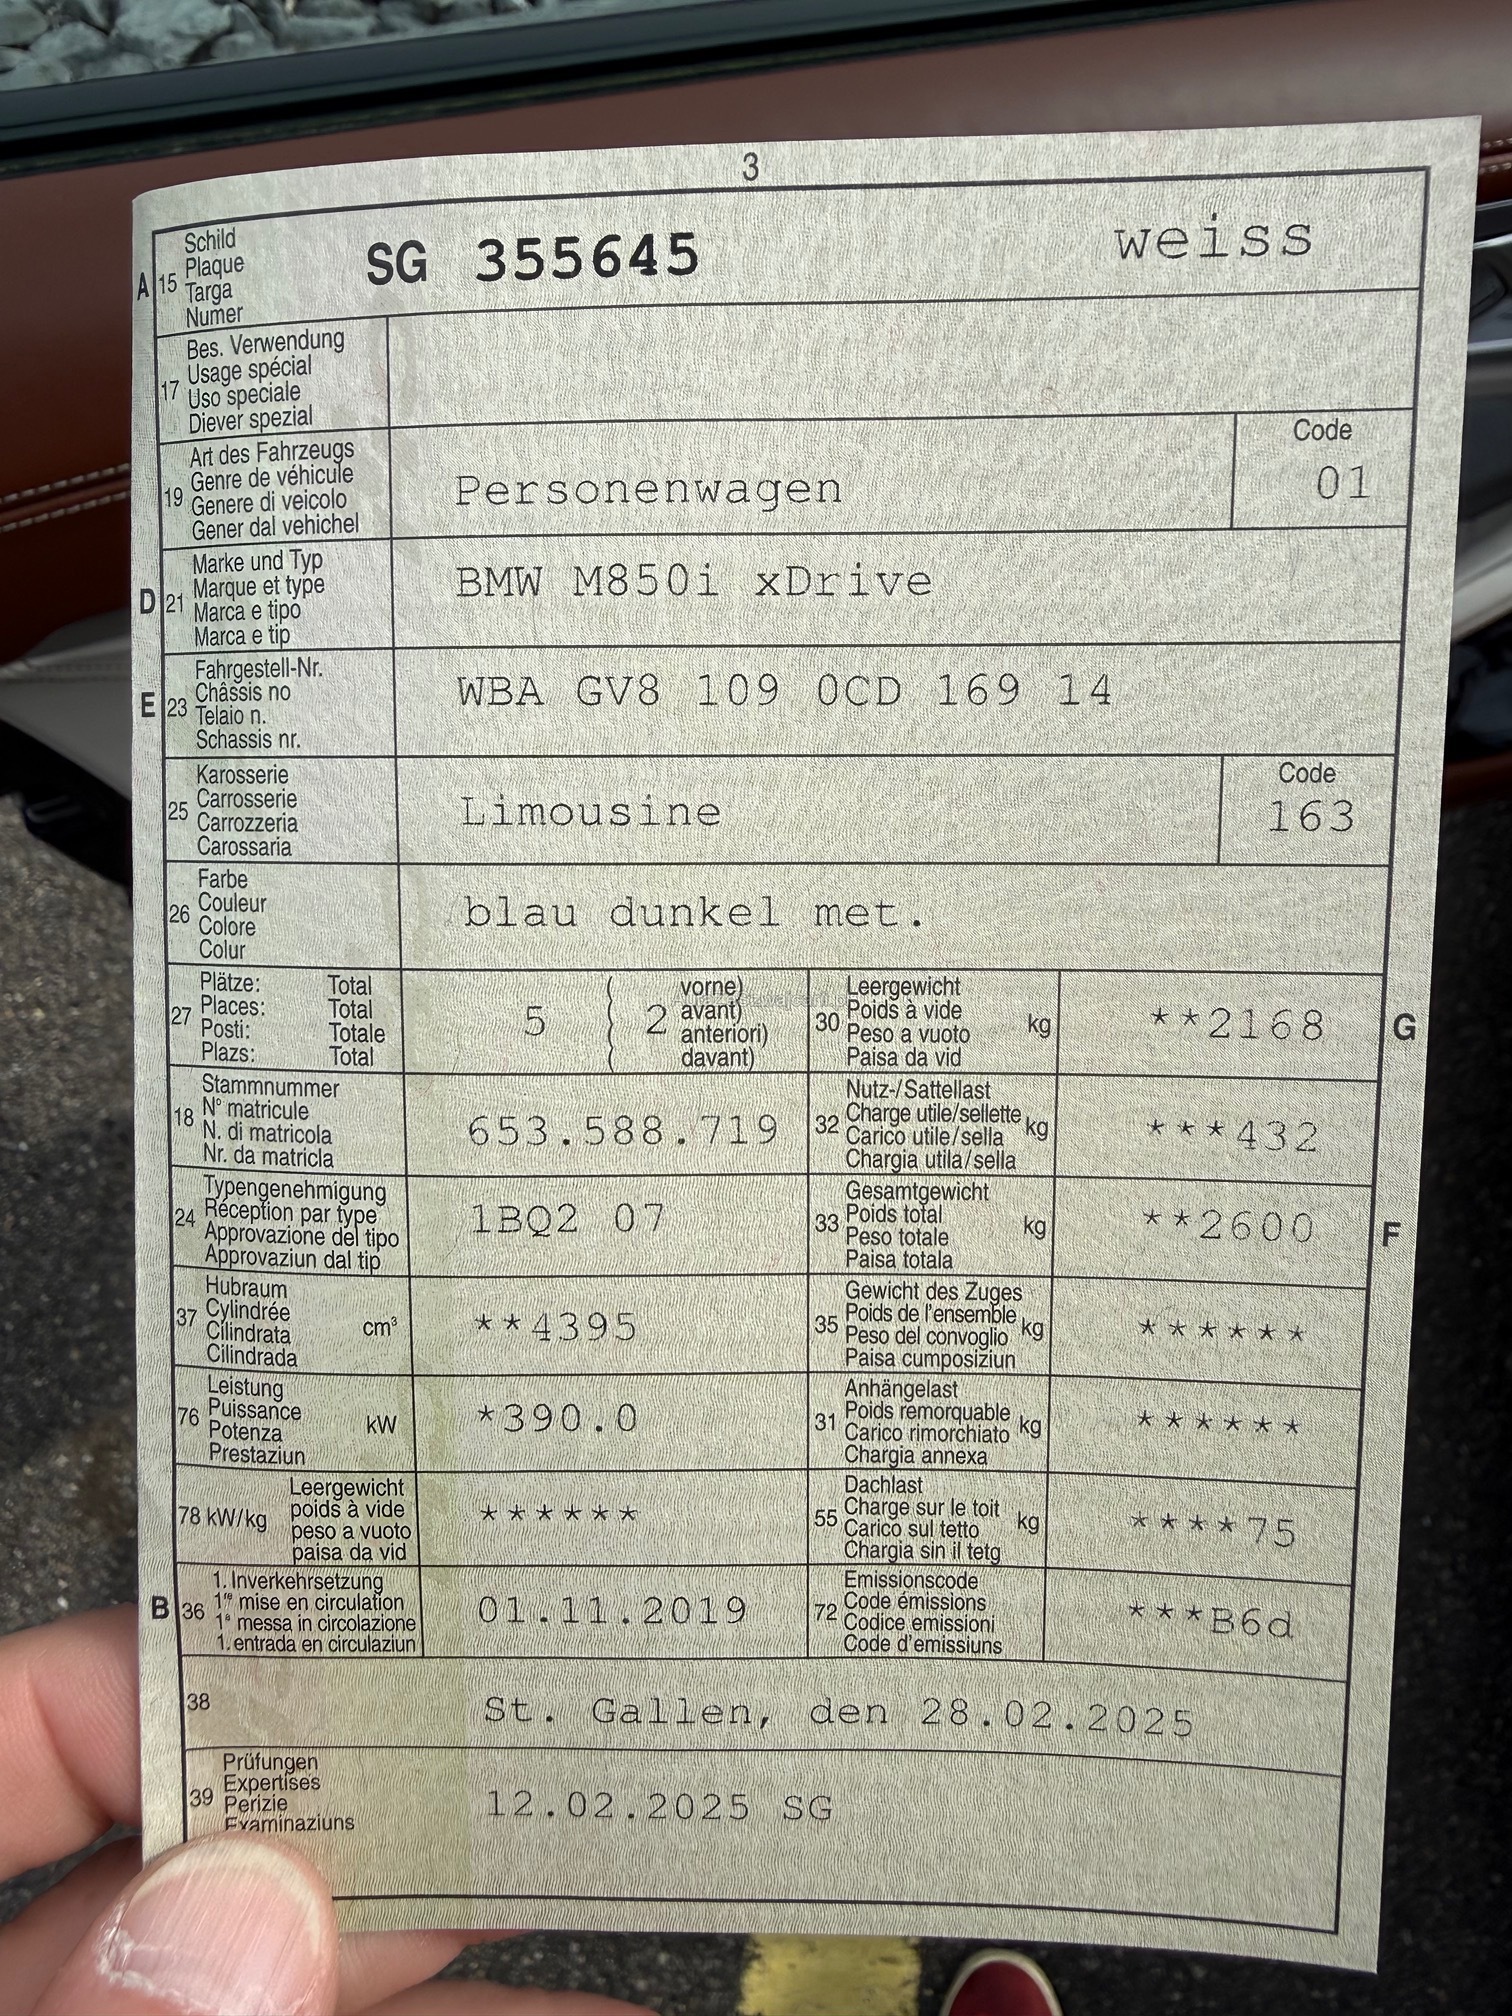 3
A 15 Schild
Plaque
Targa
Numer
SG 355645 weiss
17 Bes. Verwendung
Usage spécial
Uso speciale
Diever spezial
19 Art des Fahrzeugs
Genre de véhicule
Genere di veicolo
Gener dal vehichel
Personenwagen
Code
01
D 21 Marke und Typ
Marque et type
Marca e tipo
Marca e tip
BMW M850i xDrive
E 23 Fahrgestell-Nr.
Châssis no
Telaio n.
Schassis nr.
WBA GV8 109 0CD 169 14
25 Karosserie
Carrosserie
Carrozzeria
Carossaria
Limousine
Code
163
26 Farbe
Couleur
Colore
Colur
blau dunkel met.
27 Plätze: Total
Places: Total
Posti: Totale
Plazs: Total
5 ( 2 vorne)
avant)
anteriori)
( davant)
30 Leergewicht
Poids à vide
Peso a vuoto
Paisa da vid
kg
**2168
G
18 Stammnummer
N° matricule
N. di matricola
Nr. da matricla
653.588.719
32 Nutz-/Sattellast
Charge utile/sellette
Carico utile/sella
Chargia utila/sella
kg
***432
24 Typengenehmigung
Réception par type
Approvazione del tipo
Approvaziun dal tip
1BQ2 07
33 Gesamtgewicht
Poids total
Peso totale
Paisa totala
kg
**2600
F
37 Hubraum
Cylindrée
Cilindrata
Cilindrada
cm³
**4395
35 Gewicht des Zuges
Poids de l'ensemble
Peso del convoglio
Paisa cumposiziun
kg
******
76 Leistung
Puissance
Potenza
Prestaziun
kW
*390.0
31 Anhängelast
Poids remorquable
Carico rimorchiato
Chargia annexa
kg
******
78 kW/kg
Leergewicht
poids à vide
peso a vuoto
paisa da vid
******
55 Dachlast
Charge sur le toit
Carico sul tetto
Chargia sin il tetg
kg
****75
B 36 1. Inverkehrsetzung
1re mise en circulation
1a messa in circolazione
1. entrada en circulaziun
01.11.2019
72 Emissionscode
Code émissions
Codice emissioni
Code d'emissiuns
***B6d
38
St. Gallen, den 28.02.2025
39 Prüfungen
Expertises
Perizie
Examinaziuns
12.02.2025 SG